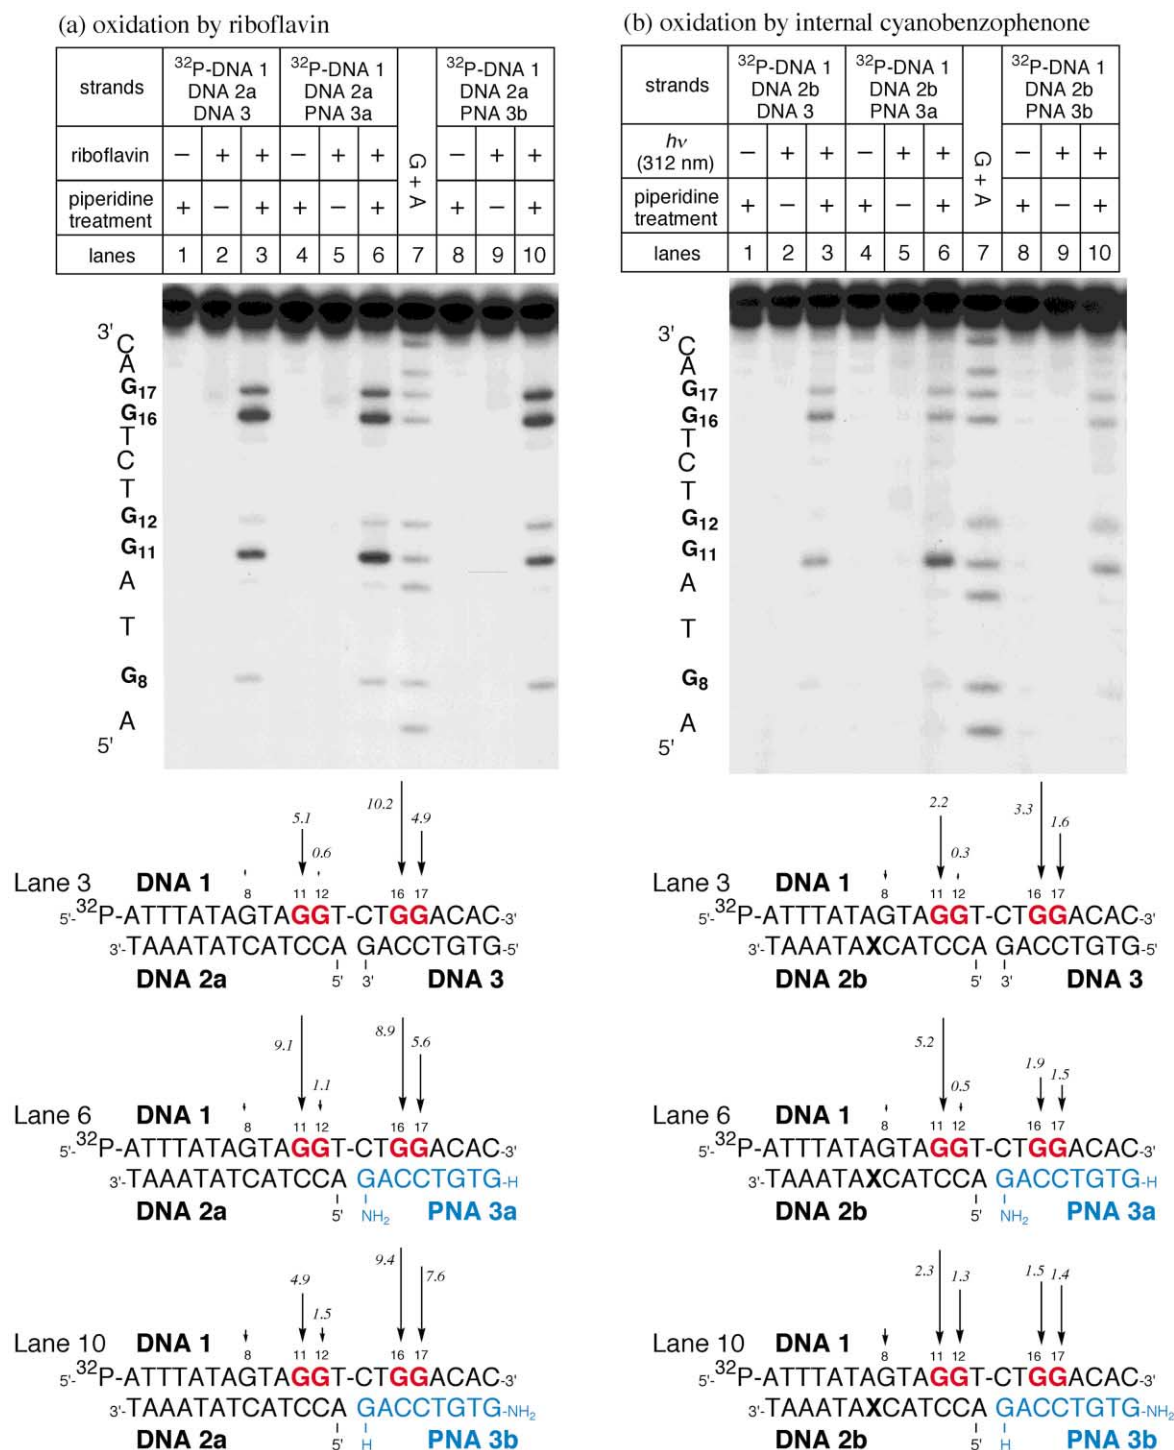 (a) oxidation by riboflavin
strands
32P-DNA 1 DNA 2a DNA 3
32P-DNA 1 DNA 2a PNA 3a
G + A
32P-DNA 1 DNA 2a PNA 3b
riboflavin − + + − + + − + +
piperidine treatment + − + + − + + − +
lanes 1 2 3 4 5 6 7 8 9 10
3'
C
A
G17
G16
T
C
T
G12
G11
A
T
G8
A
5'
5.1 0.6 10.2 4.9
Lane 3 DNA 1 8 11 12 16 17
5'-32P-ATTTATAGTAGGT-CTGGACAC-3'
3'-TAAATATCATCCA GACCTGTG-5'
DNA 2a 5' 3' DNA 3
9.1 1.1 8.9 5.6
Lane 6 DNA 1 8 11 12 16 17
5'-32P-ATTTATAGTAGGT-CTGGACAC-3'
3'-TAAATATCATCCA GACCTGTG-H
DNA 2a 5' NH2 PNA 3a
4.9 1.5 9.4 7.6
Lane 10 DNA 1 8 11 12 16 17
5'-32P-ATTTATAGTAGGT-CTGGACAC-3'
3'-TAAATATCATCCA GACCTGTG-NH2
DNA 2a 5' H PNA 3b
(b) oxidation by internal cyanobenzophenone
strands
32P-DNA 1 DNA 2b DNA 3
32P-DNA 1 DNA 2b PNA 3a
G + A
32P-DNA 1 DNA 2b PNA 3b
hν (312 nm) − + + − + + − + +
piperidine treatment + − + + − + + − +
lanes 1 2 3 4 5 6 7 8 9 10
3'
C
A
G17
G16
T
C
T
G12
G11
A
T
G8
A
5'
2.2 0.3 3.3 1.6
Lane 3 DNA 1 8 11 12 16 17
5'-32P-ATTTATAGTAGGT-CTGGACAC-3'
3'-TAAATAXCATCCA GACCTGTG-5'
DNA 2b 5' 3' DNA 3
5.2 0.5 1.9 1.5
Lane 6 DNA 1 8 11 12 16 17
5'-32P-ATTTATAGTAGGT-CTGGACAC-3'
3'-TAAATAXCATCCA GACCTGTG-H
DNA 2b 5' NH2 PNA 3a
2.3 1.3 1.5 1.4
Lane 10 DNA 1 8 11 12 16 17
5'-32P-ATTTATAGTAGGT-CTGGACAC-3'
3'-TAAATAXCATCCA GACCTGTG-NH2
DNA 2b 5' H PNA 3b